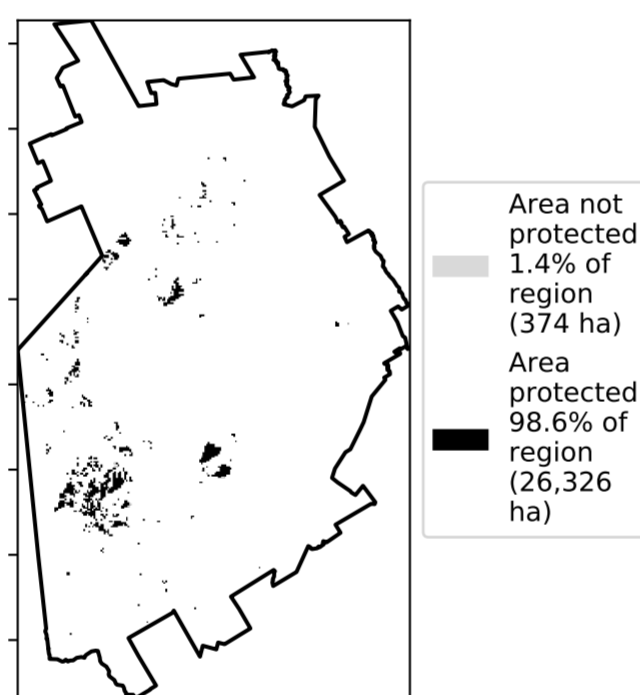 Area not
protected
1.4% of
region
(374 ha)
Area
protected
98.6% of
region
(26,326
ha)